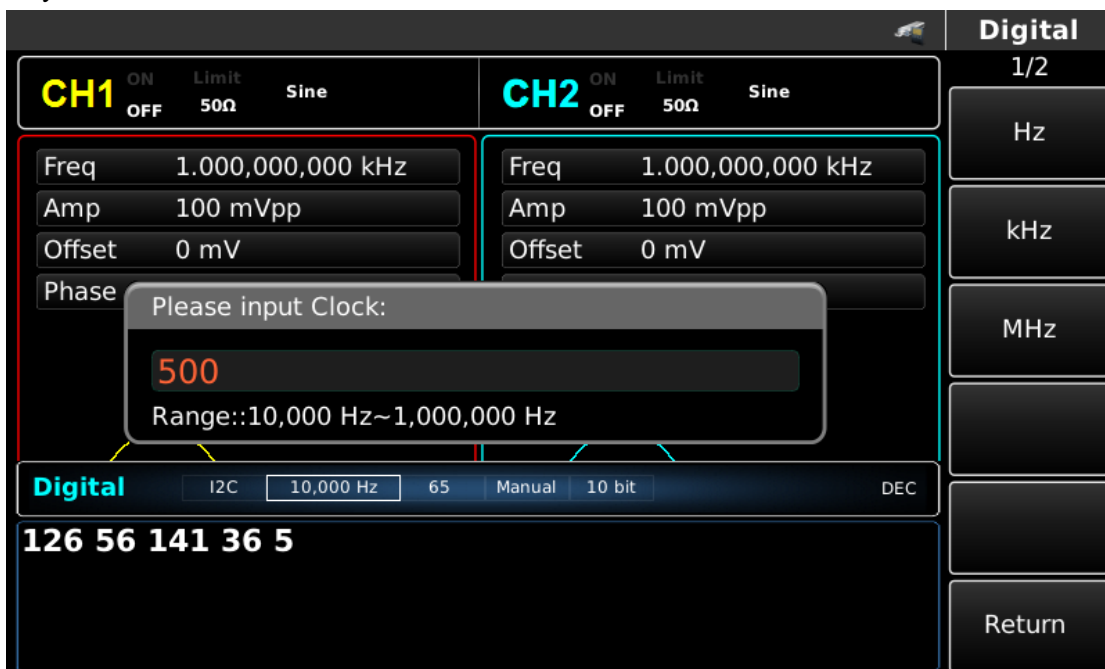 Digital
1/2
CH1 ON OFF Limit 50Ω Sine
CH2 ON OFF Limit 50Ω Sine
Hz
kHz
MHz
Return
Freq 1.000,000,000 kHz
Amp 100 mVpp
Offset 0 mV
Phase
Freq 1.000,000,000 kHz
Amp 100 mVpp
Offset 0 mV
Please input Clock:
500
Range::10,000 Hz~1,000,000 Hz
Digital I2C 10,000 Hz 65 Manual 10 bit DEC
126 56 141 36 5